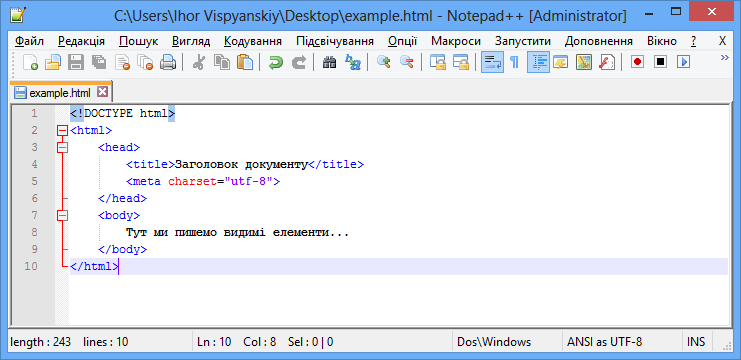 C:\Users\Ihor Vispyanskiy\Desktop\example.html - Notepad++ [Administrator]
Файл Редакція Пошук Вигляд Кодування Підсвічування Опції Макроси Запустити Доповнення Вікно ? X
example.html
1 <!DOCTYPE html>
2 <html>
3 <head>
4 <title>Заголовок документу</title>
5 <meta charset="utf-8">
6 </head>
7 <body>
8 Тут ми пишемо видимі елементи...
9 </body>
10 </html>
length : 243 lines : 10 Ln : 10 Col : 8 Sel : 0 | 0 Dos\Windows ANSI as UTF-8 INS